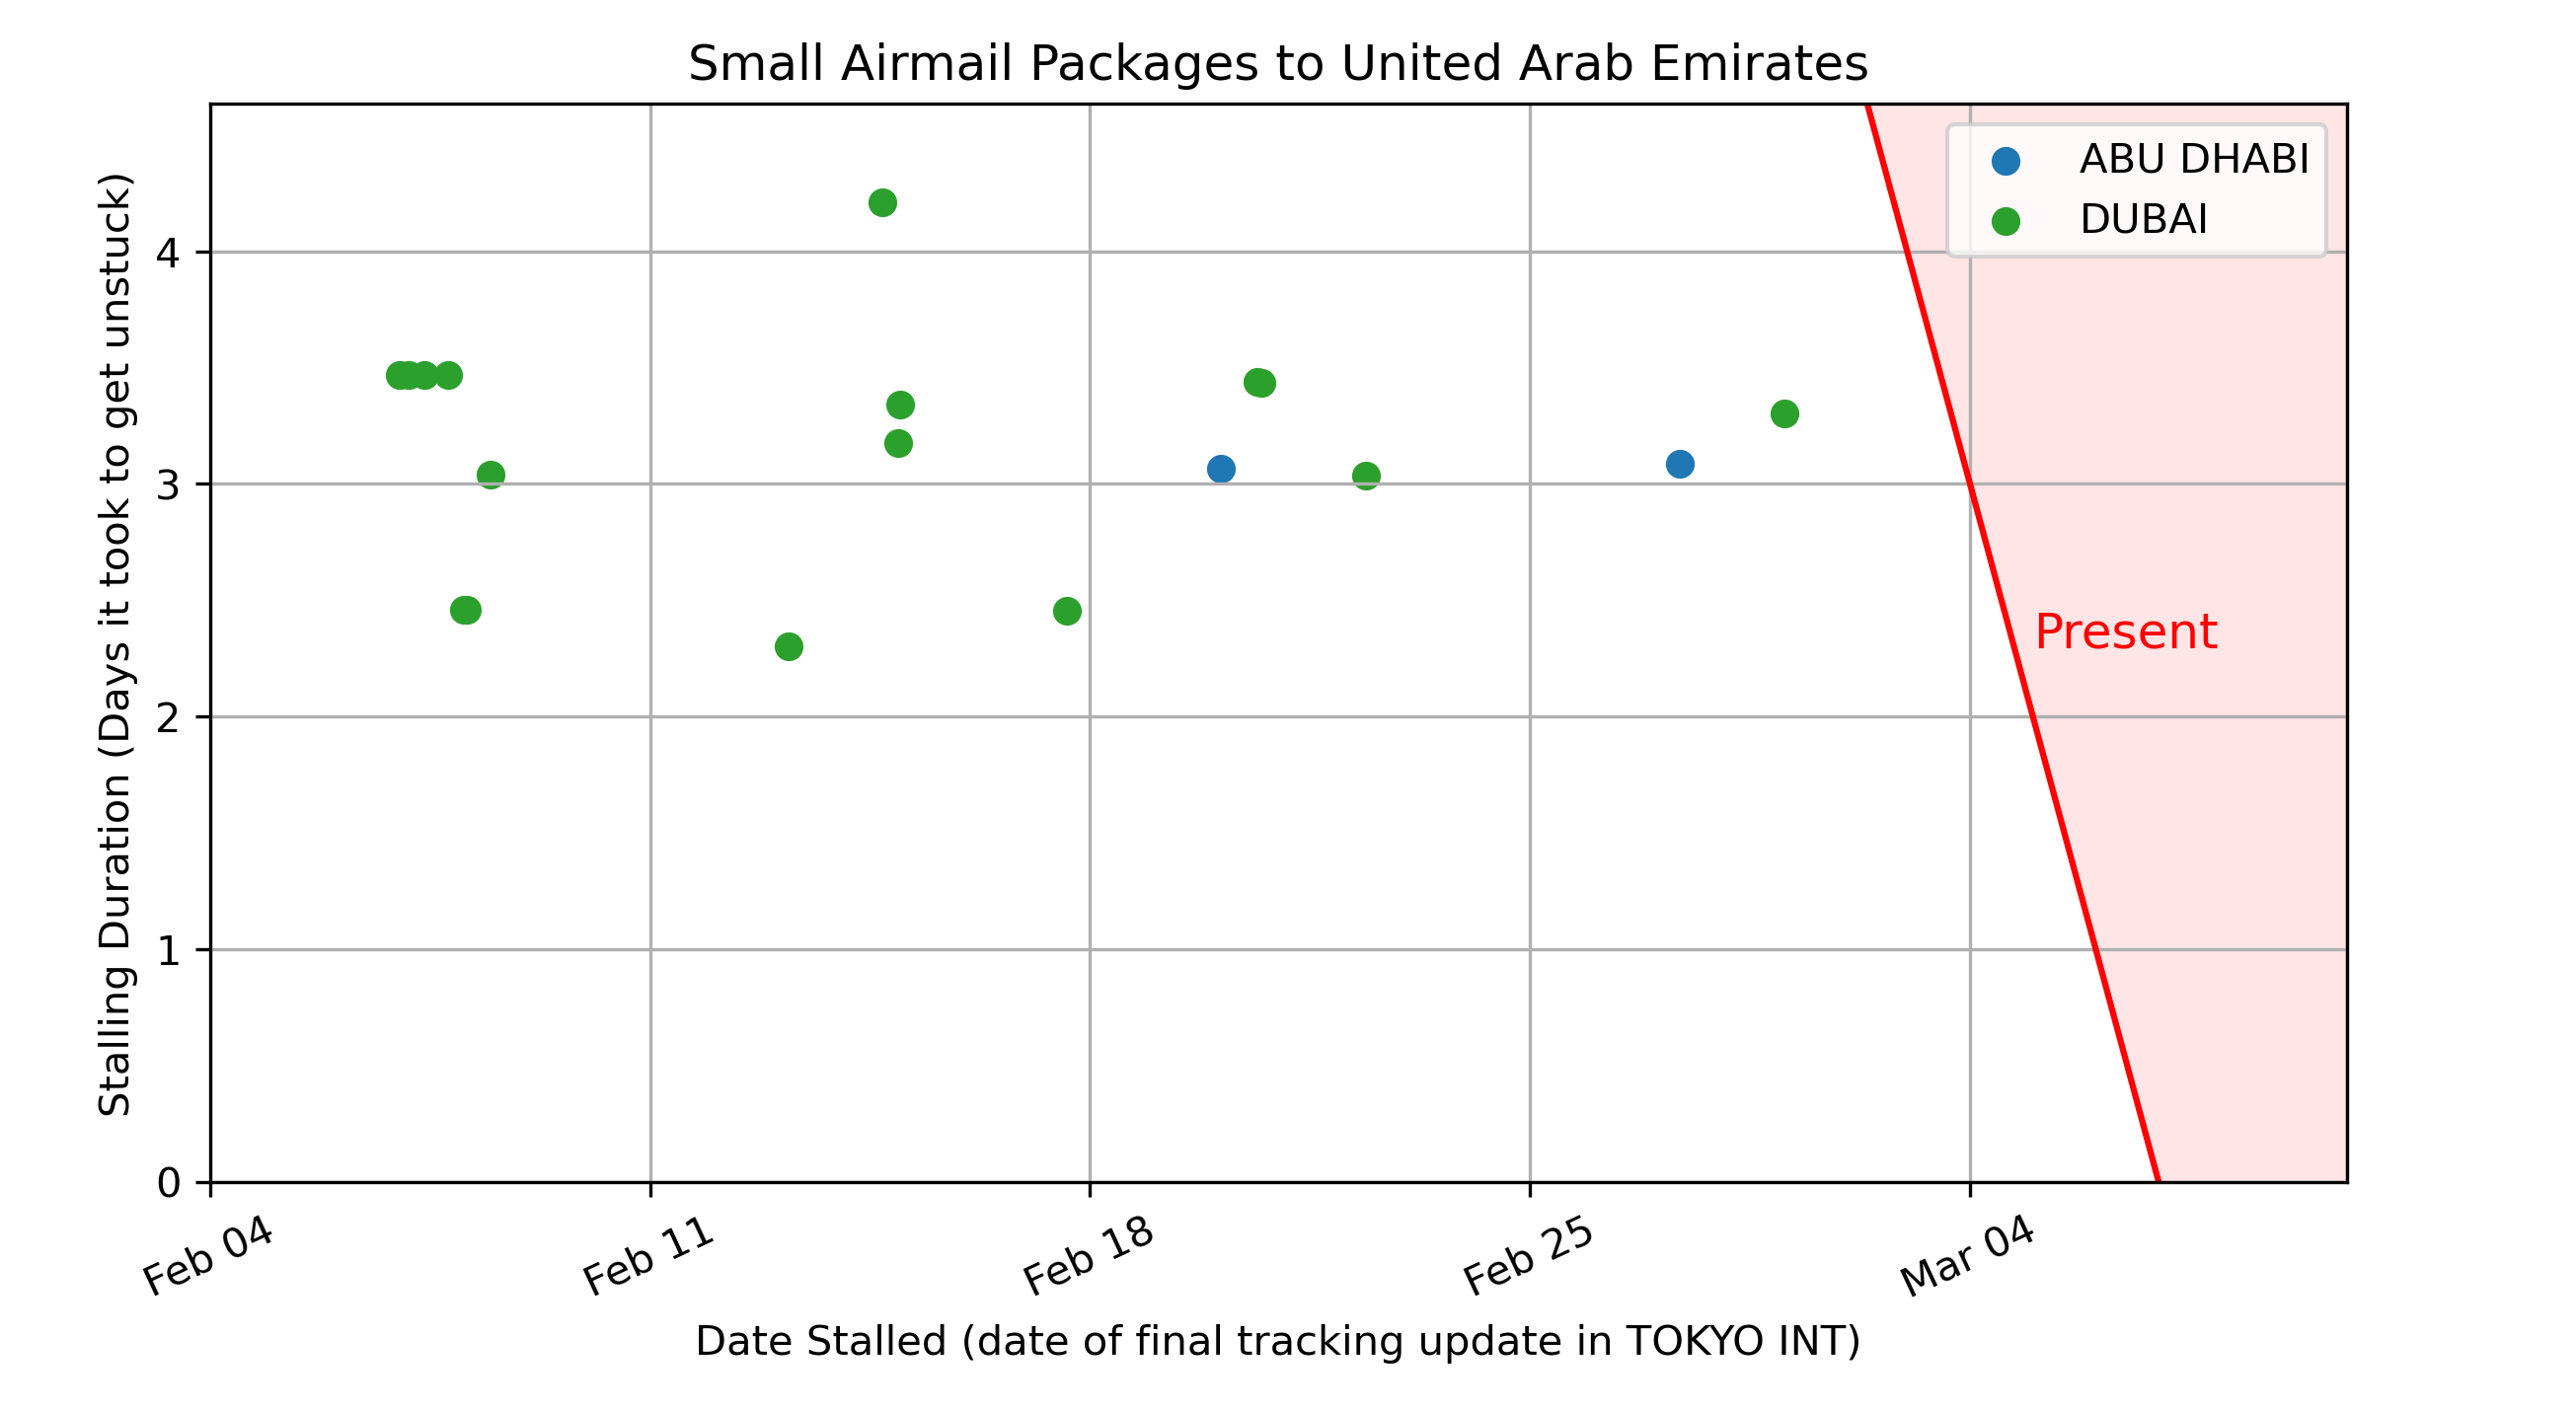 Small Airmail Packages to United Arab Emirates
Stalling Duration (Days it took to get unstuck)
4
3
2
1
0
ABU DHABI
DUBAI
Present
Feb 04
Feb 11
Feb 18
Feb 25
Mar 04
Date Stalled (date of final tracking update in TOKYO INT)